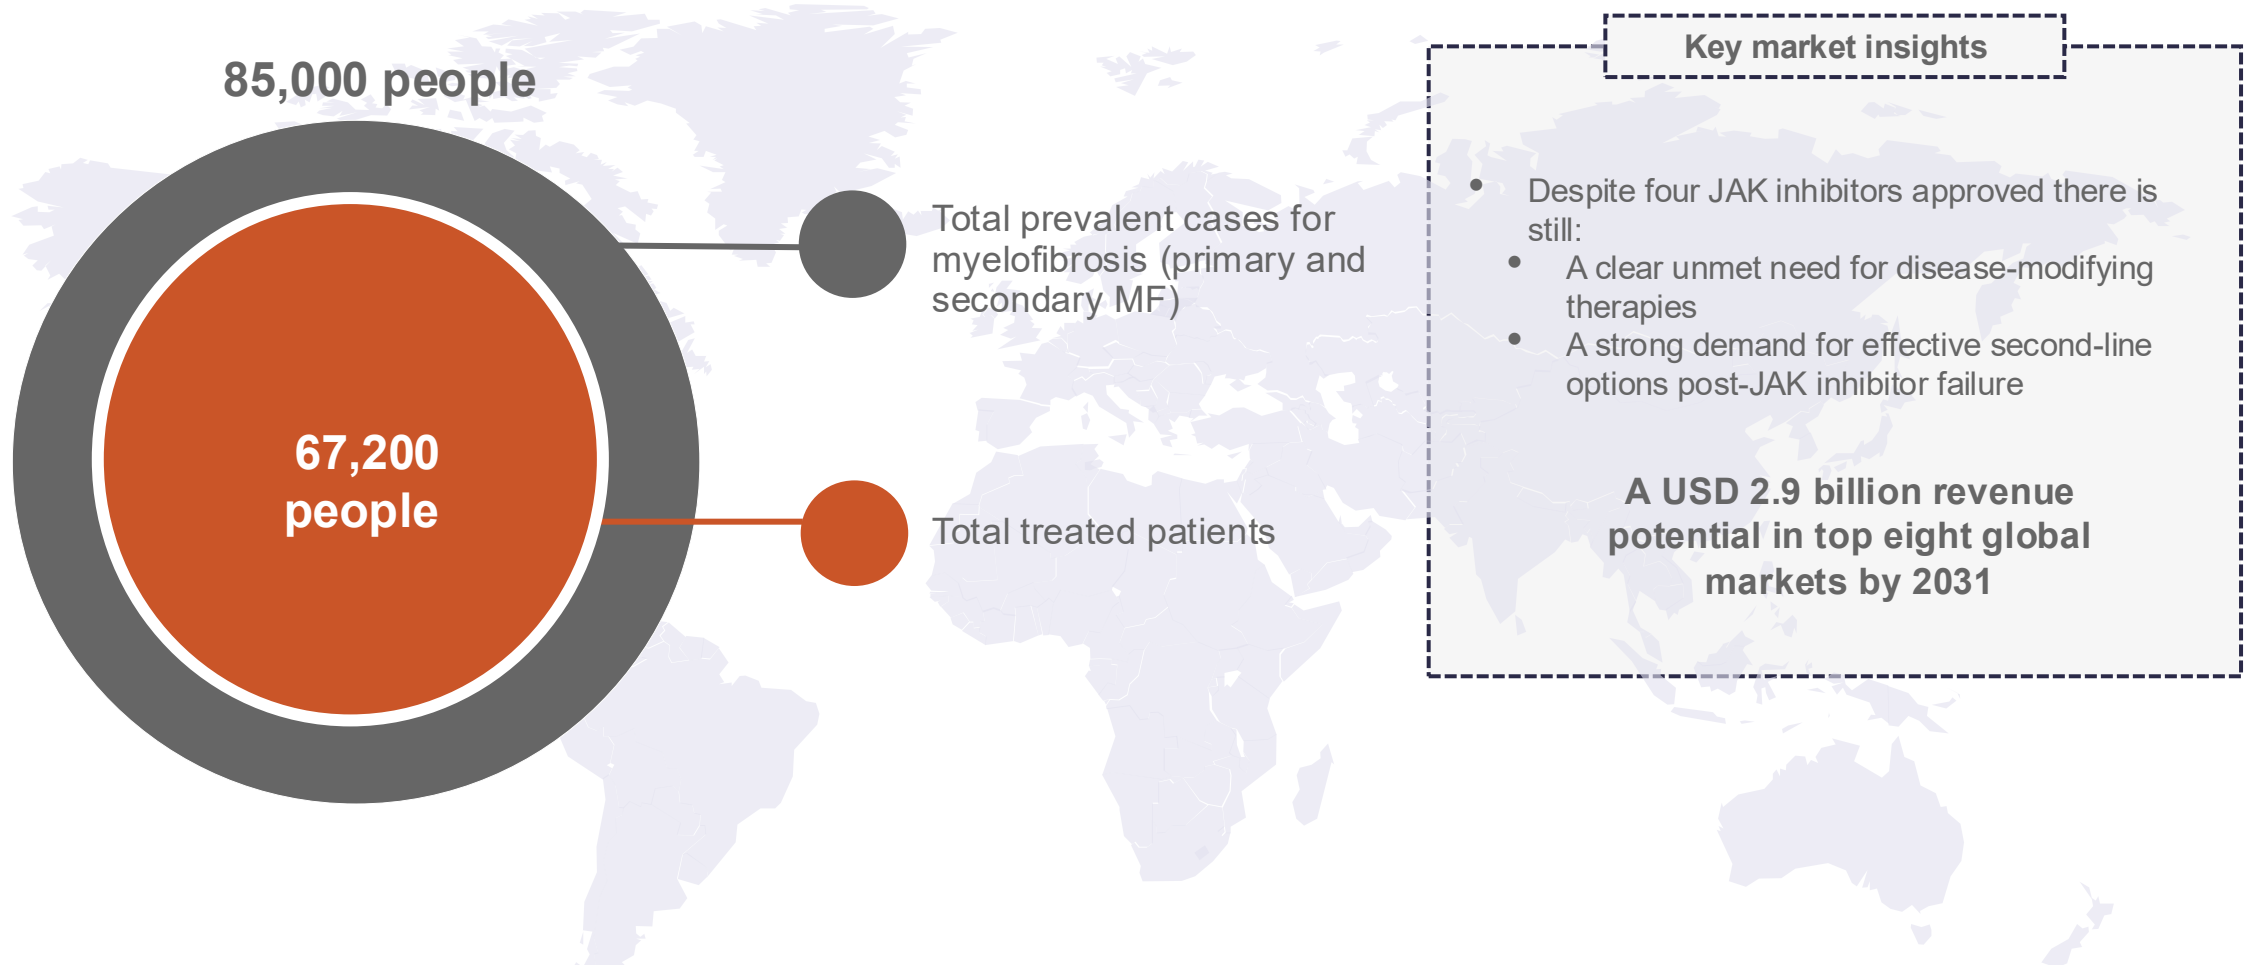 85,000 people
67,200
people
Total prevalent cases for
myelofibrosis (primary and
secondary MF)
Total treated patients
Key market insights
• Despite four JAK inhibitors approved there is
still:
• A clear unmet need for disease-modifying
therapies
• A strong demand for effective second-line
options post-JAK inhibitor failure
A USD 2.9 billion revenue
potential in top eight global
markets by 2031